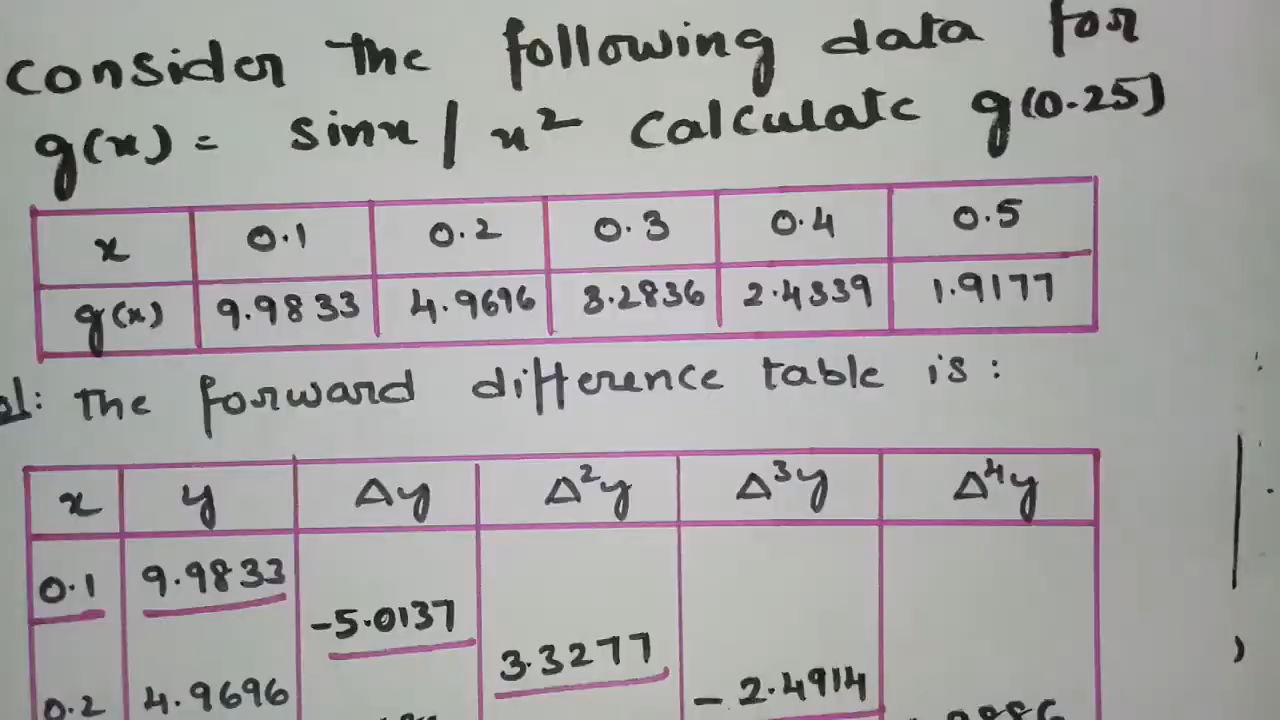 Consider the following data for
g(x) = sinx / x² calculate g(0.25)
x 0.1 0.2 0.3 0.4 0.5
g(x) 9.9833 4.9696 3.2836 2.4339 1.9177
The forward difference table is:
x y Δy Δ²y Δ³y Δ⁴y
0.1 9.9833
-5.0137
3.3277
0.2 4.9696 - 2.4914